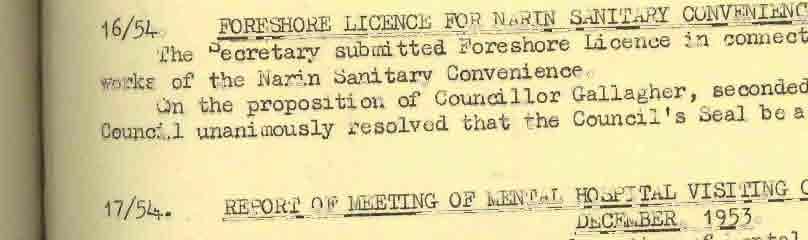 16/54. FORESHORE LICENCE FOR NARIN SANITARY CONVENIENC
The Secretary submitted Foreshore Licence in connect
works of the Narin Sanitary Convenience.
On the proposition of Councillor Gallagher, seconded
Council unanimously resolved that the Council's Seal be a
17/54. REPORT OF MEETING OF MENTAL HOSPITAL VISITING C
DECEMBER 1953.